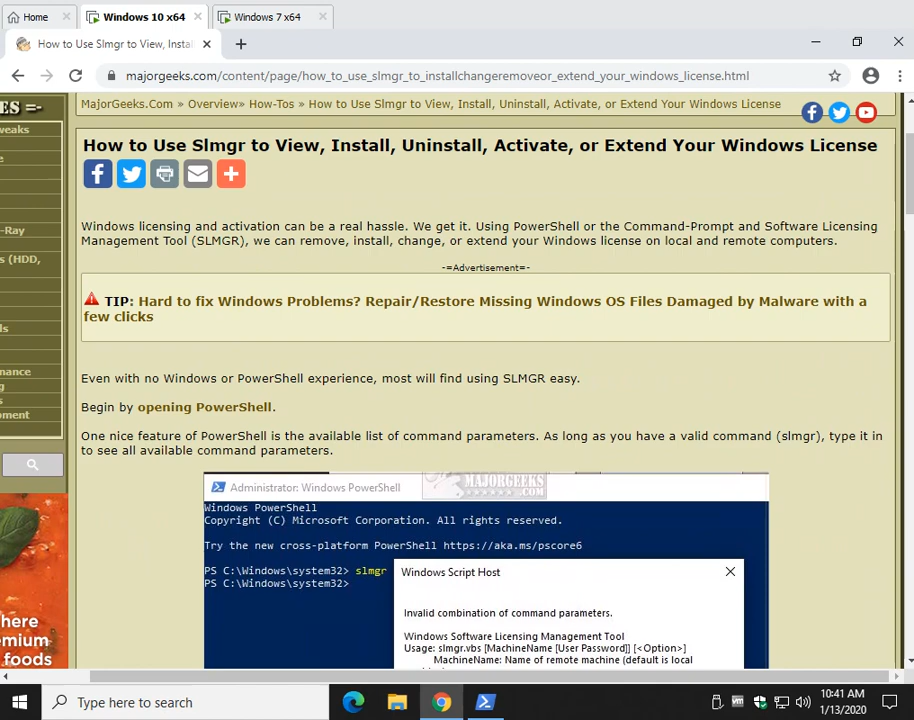 Home
Windows 10 x64
Windows 7 x64
How to Use Slmgr to View, Instal
majorgeeks.com/content/page/how_to_use_slmgr_to_installchangeremoveor_extend_your_windows_license.html
ES =-
weaks
e
-Ray
s (HDD,
ls
nance
g
s
pment
MajorGeeks.Com » Overview» How-Tos » How to Use Slmgr to View, Install, Uninstall, Activate, or Extend Your Windows License
How to Use Slmgr to View, Install, Uninstall, Activate, or Extend Your Windows License
Windows licensing and activation can be a real hassle. We get it. Using PowerShell or the Command-Prompt and Software Licensing
Management Tool (SLMGR), we can remove, install, change, or extend your Windows license on local and remote computers.
-=Advertisement=-
TIP: Hard to fix Windows Problems? Repair/Restore Missing Windows OS Files Damaged by Malware with a
few clicks
Even with no Windows or PowerShell experience, most will find using SLMGR easy.
Begin by opening PowerShell.
One nice feature of PowerShell is the available list of command parameters. As long as you have a valid command (slmgr), type it in
to see all available command parameters.
Administrator: Windows PowerShell
MAJORGEEKS
.COM
Windows PowerShell
Copyright (C) Microsoft Corporation. All rights reserved.
Try the new cross-platform PowerShell https://aka.ms/pscore6
PS C:\Windows\system32> slmgr
PS C:\Windows\system32>
Windows Script Host
Invalid combination of command parameters.
Windows Software Licensing Management Tool
Usage: slmgr.vbs [MachineName [User Password]] [<Option>]
MachineName: Name of remote machine (default is local
here
emium
foods
Type here to search
10:41 AM
1/13/2020